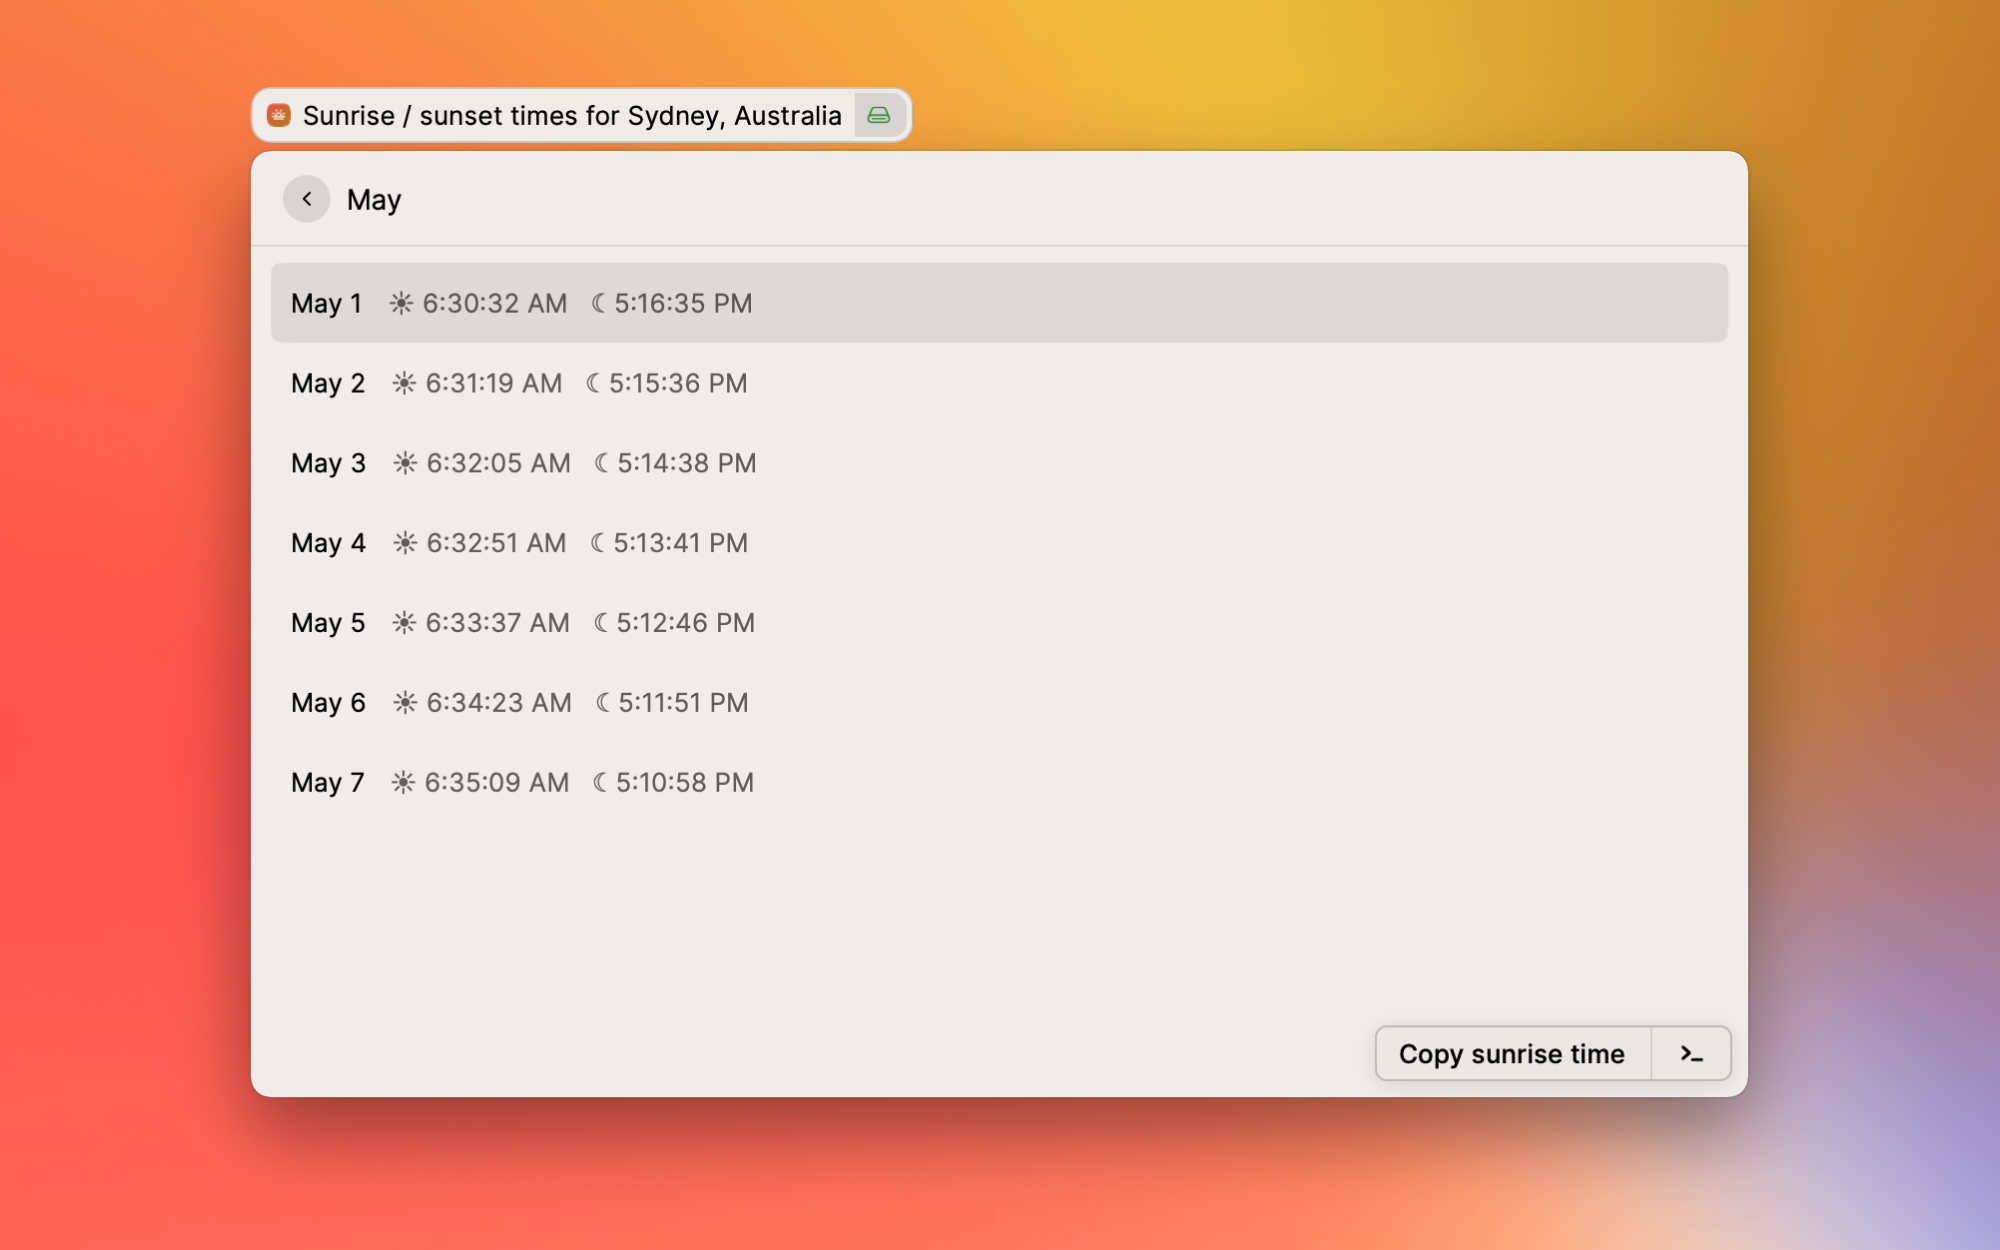 Sunrise / sunset times for Sydney, Australia
May
May 1 ☀ 6:30:32 AM ☾ 5:16:35 PM
May 2 ☀ 6:31:19 AM ☾ 5:15:36 PM
May 3 ☀ 6:32:05 AM ☾ 5:14:38 PM
May 4 ☀ 6:32:51 AM ☾ 5:13:41 PM
May 5 ☀ 6:33:37 AM ☾ 5:12:46 PM
May 6 ☀ 6:34:23 AM ☾ 5:11:51 PM
May 7 ☀ 6:35:09 AM ☾ 5:10:58 PM
Copy sunrise time